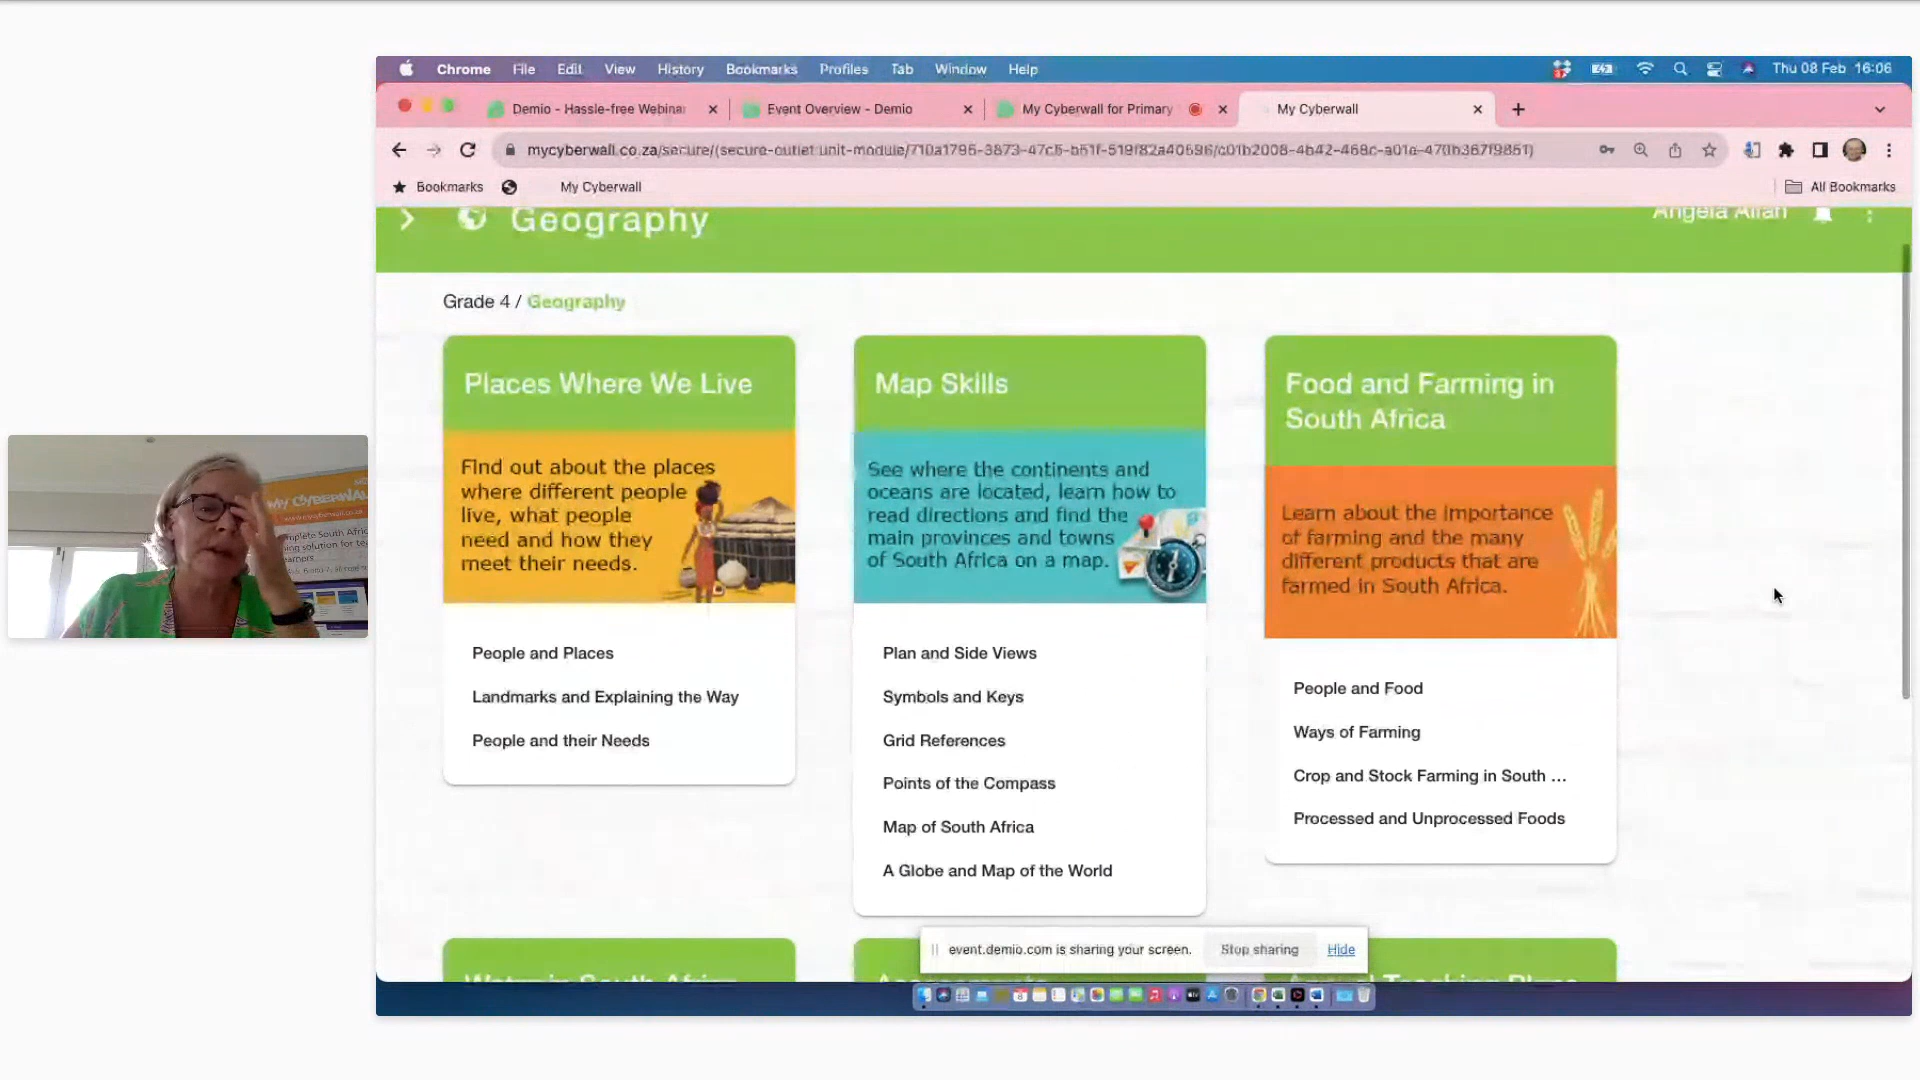 Chrome File Edit View History Bookmarks Profiles Tab Window Help Thu 08 Feb 16:06
Demio - Hassle-free Webinar Event Overview - Demio My Cyberwall for Primary My Cyberwall
My Cyberwall
Bookmarks My Cyberwall All Bookmarks
Geography
Angela Allan
Grade 4 / Geography
Places Where We Live
Find out about the places
where different people
live, what people
need and how they
meet their needs.
People and Places
Landmarks and Explaining the Way
People and their Needs
Map Skills
See where the continents and
oceans are located, learn how to
read directions and find the
main provinces and towns
of South Africa on a map.
Plan and Side Views
Symbols and Keys
Grid References
Points of the Compass
Map of South Africa
A Globe and Map of the World
Food and Farming in
South Africa
Learn about the importance
of farming and the many
different products that are
farmed in South Africa.
People and Food
Ways of Farming
Crop and Stock Farming in South ...
Processed and Unprocessed Foods
event.demio.com is sharing your screen. Stop sharing Hide